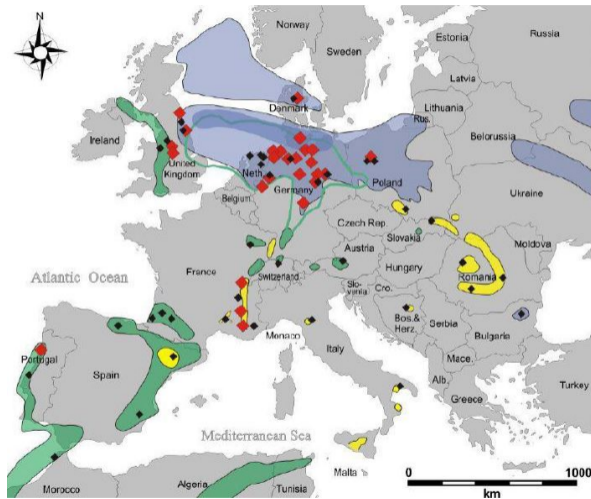 Norway
Sweden
Estonia
Russia
Latvia
Denmark
Lithuania
Rus.
Ireland
United
Kingdom
Neth.
Belorussia
Poland
Germany
Belgium
Ukraine
Czech Rep.
Slovakia
Moldova
Austria
France
Switzerland
Hungary
Romania
Atlantic Ocean
Slo-
venia
Cro.
Bos.&
Herz.
Serbia
Monaco
Italy
Bulgaria
Portugal
Spain
Mace.
Alb.
Turkey
Greece
Mediterranean Sea
Malta
Morocco
Algeria
Tunisia
0
1000
km